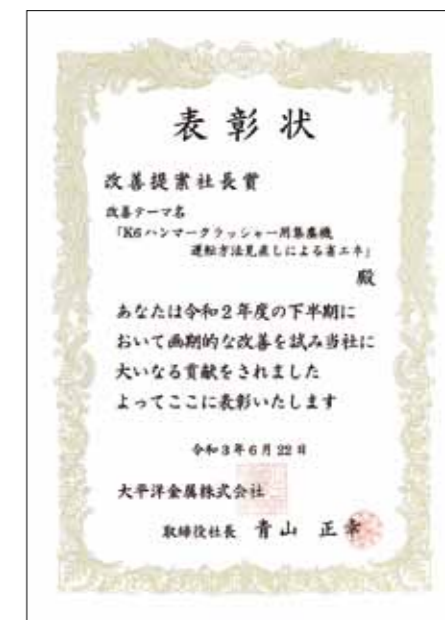 表彰状
改善提案社長賞
改善テーマ名
「K6ハンマークラッシャー用集塵機
運転方法見直しによる省エネ」
殿
あなたは令和2年度の下半期に
おいて画期的な改善を試み当社に
大いなる貢献をされました
よってここに表彰いたします
令和3年6月22日
大平洋金属株式会社
取締役社長 青山 正幸